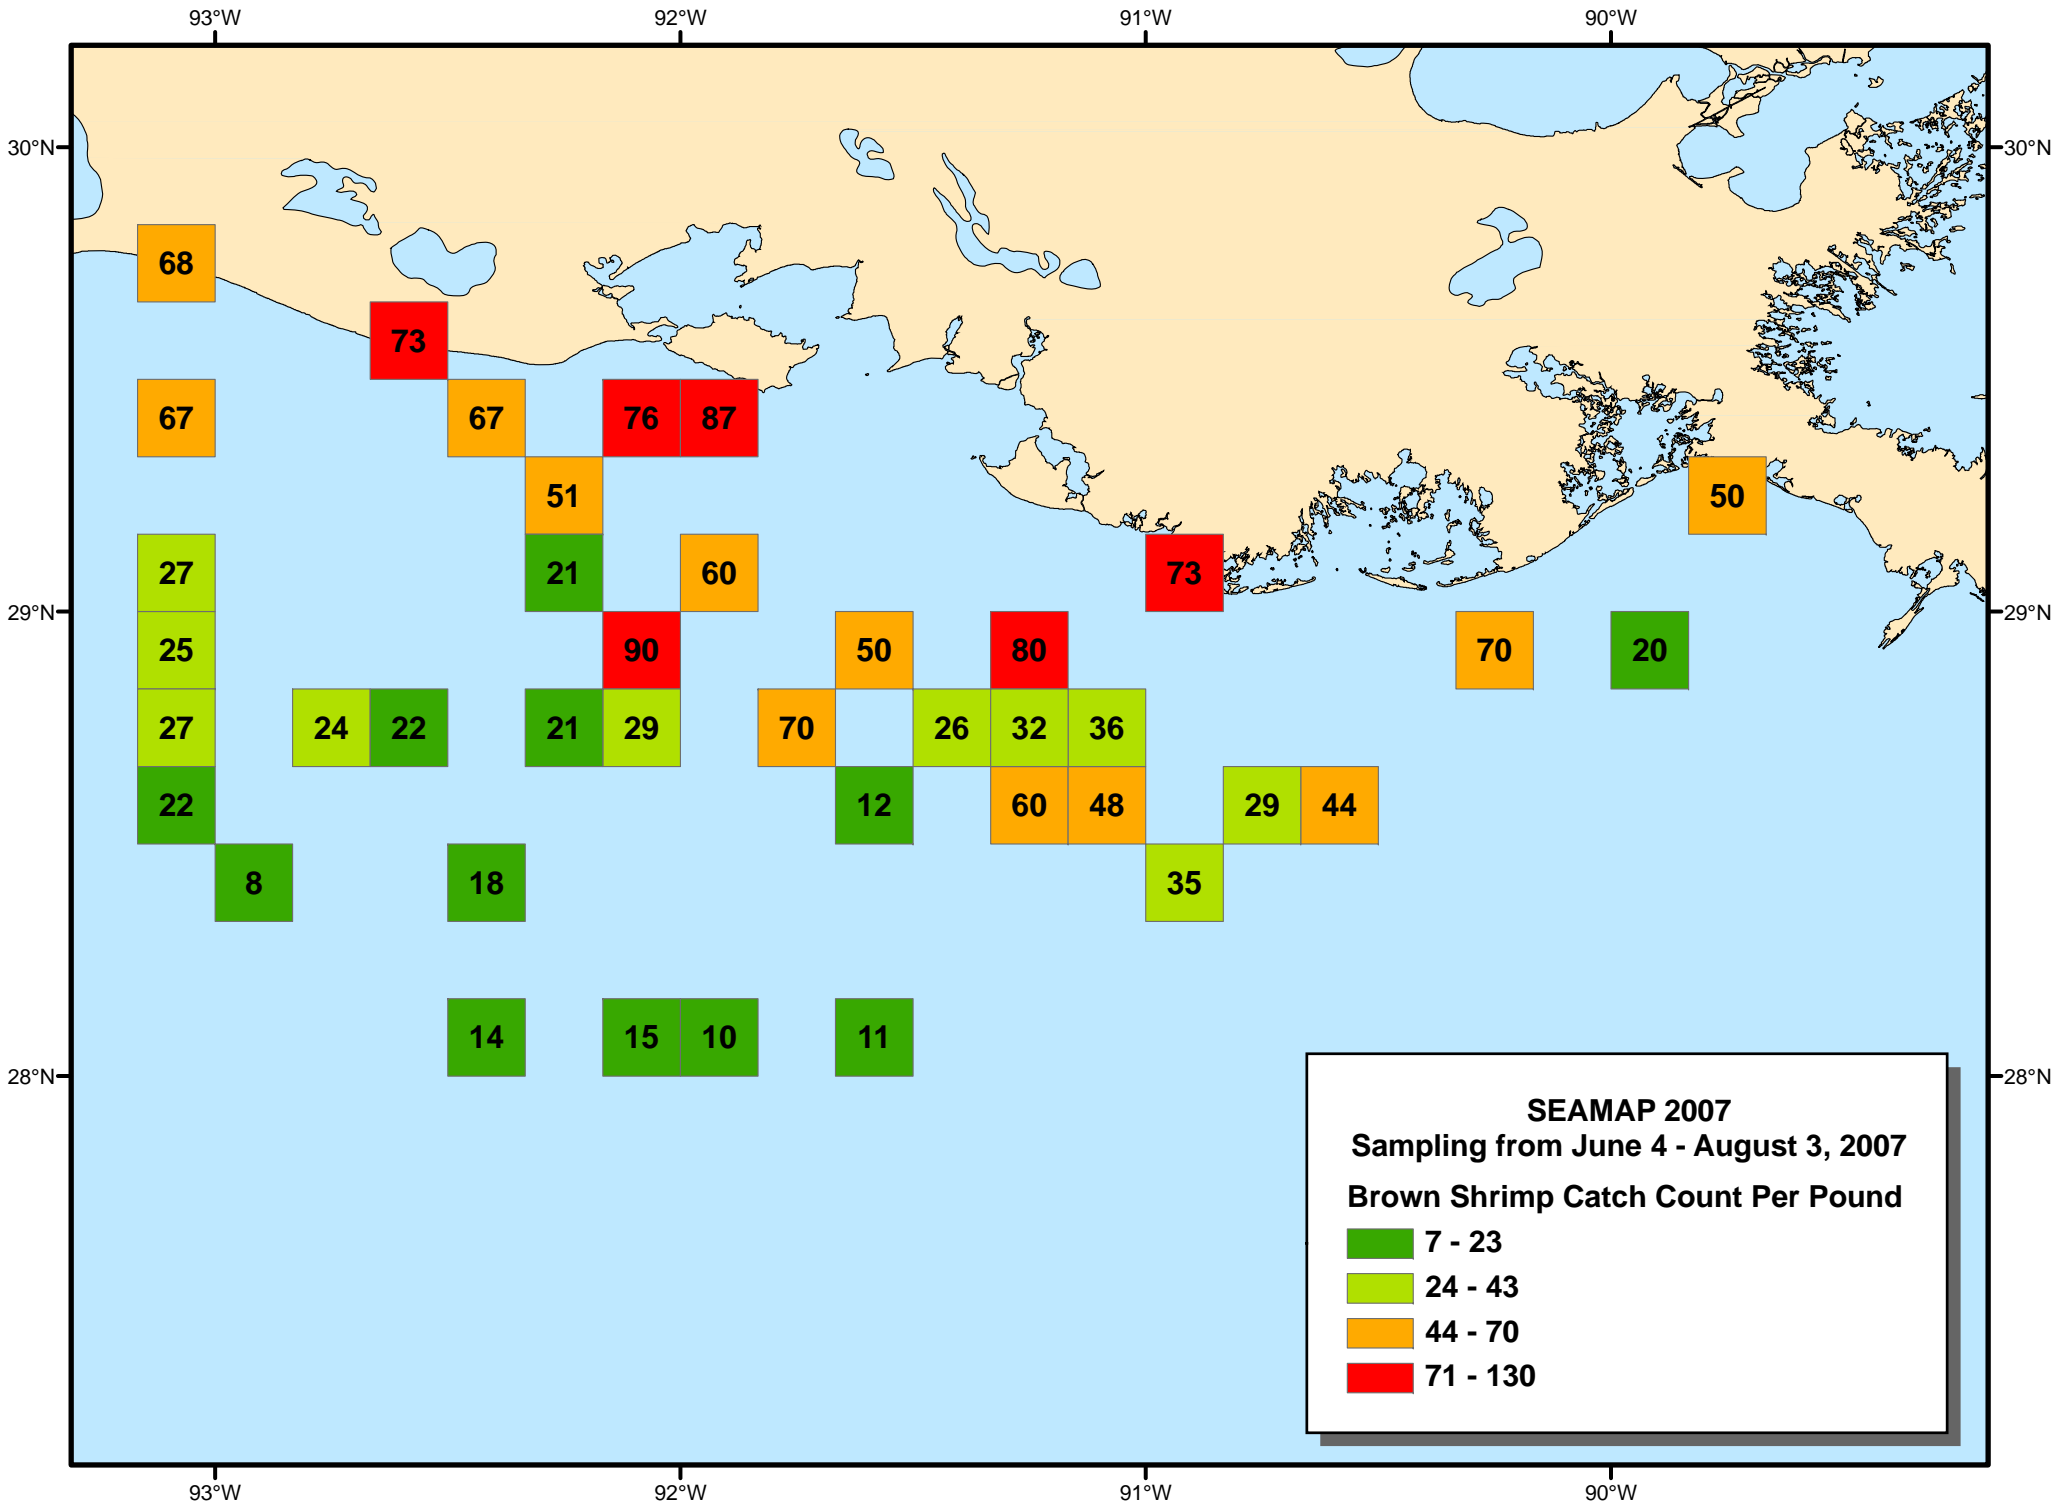 93°W 92°W 91°W 90°W
30°N 30°N
68
73
67 67 76 87
51 50
27 21 60 73
29°N 29°N
25 90 50 80 70 20
27 24 22 21 29 70 26 32 36
22 12 60 48 29 44
8 18 35
14 15 10 11
28°N 28°N
SEAMAP 2007
Sampling from June 4 - August 3, 2007
Brown Shrimp Catch Count Per Pound
7 - 23
24 - 43
44 - 70
71 - 130
93°W 92°W 91°W 90°W